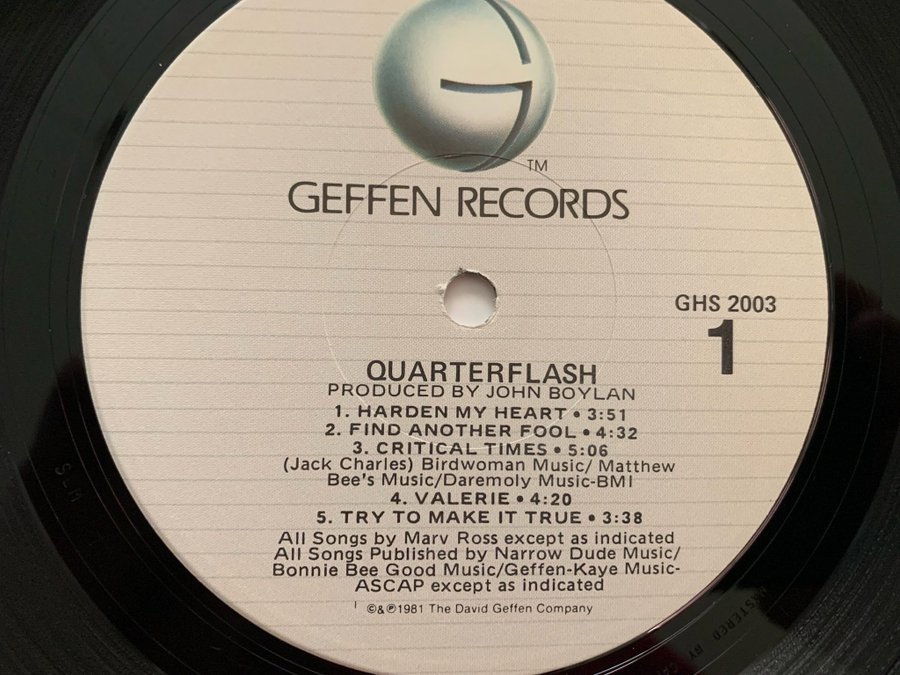 TM
GEFFEN RECORDS
GHS 2003
1
QUARTERFLASH
PRODUCED BY JOHN BOYLAN
1. HARDEN MY HEART • 3:51
2. FIND ANOTHER FOOL • 4:32
3. CRITICAL TIMES • 5:06
(Jack Charles) Birdwoman Music/ Matthew
Bee's Music/Daremoly Music-BMI
4. VALERIE • 4:20
5. TRY TO MAKE IT TRUE • 3:38
All Songs by Marv Ross except as indicated
All Songs Published by Narrow Dude Music/
Bonnie Bee Good Music/Geffen-Kaye Music-
ASCAP except as indicated
©&℗1981 The David Geffen Company
SLM